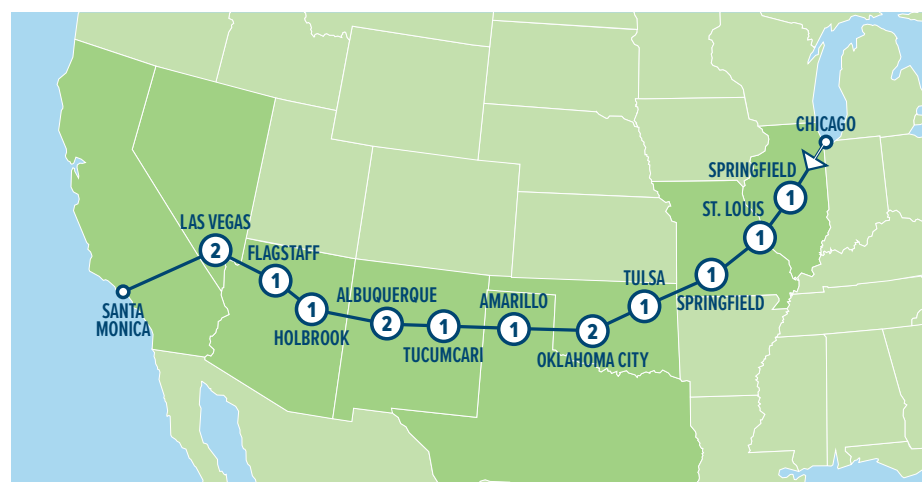 CHICAGO
SPRINGFIELD
1
ST. LOUIS
1
1
SPRINGFIELD
TULSA
1
2
OKLAHOMA CITY
AMARILLO
1
1
TUCUMCARI
ALBUQUERQUE
2
1
HOLBROOK
FLAGSTAFF
1
LAS VEGAS
2
SANTA
MONICA